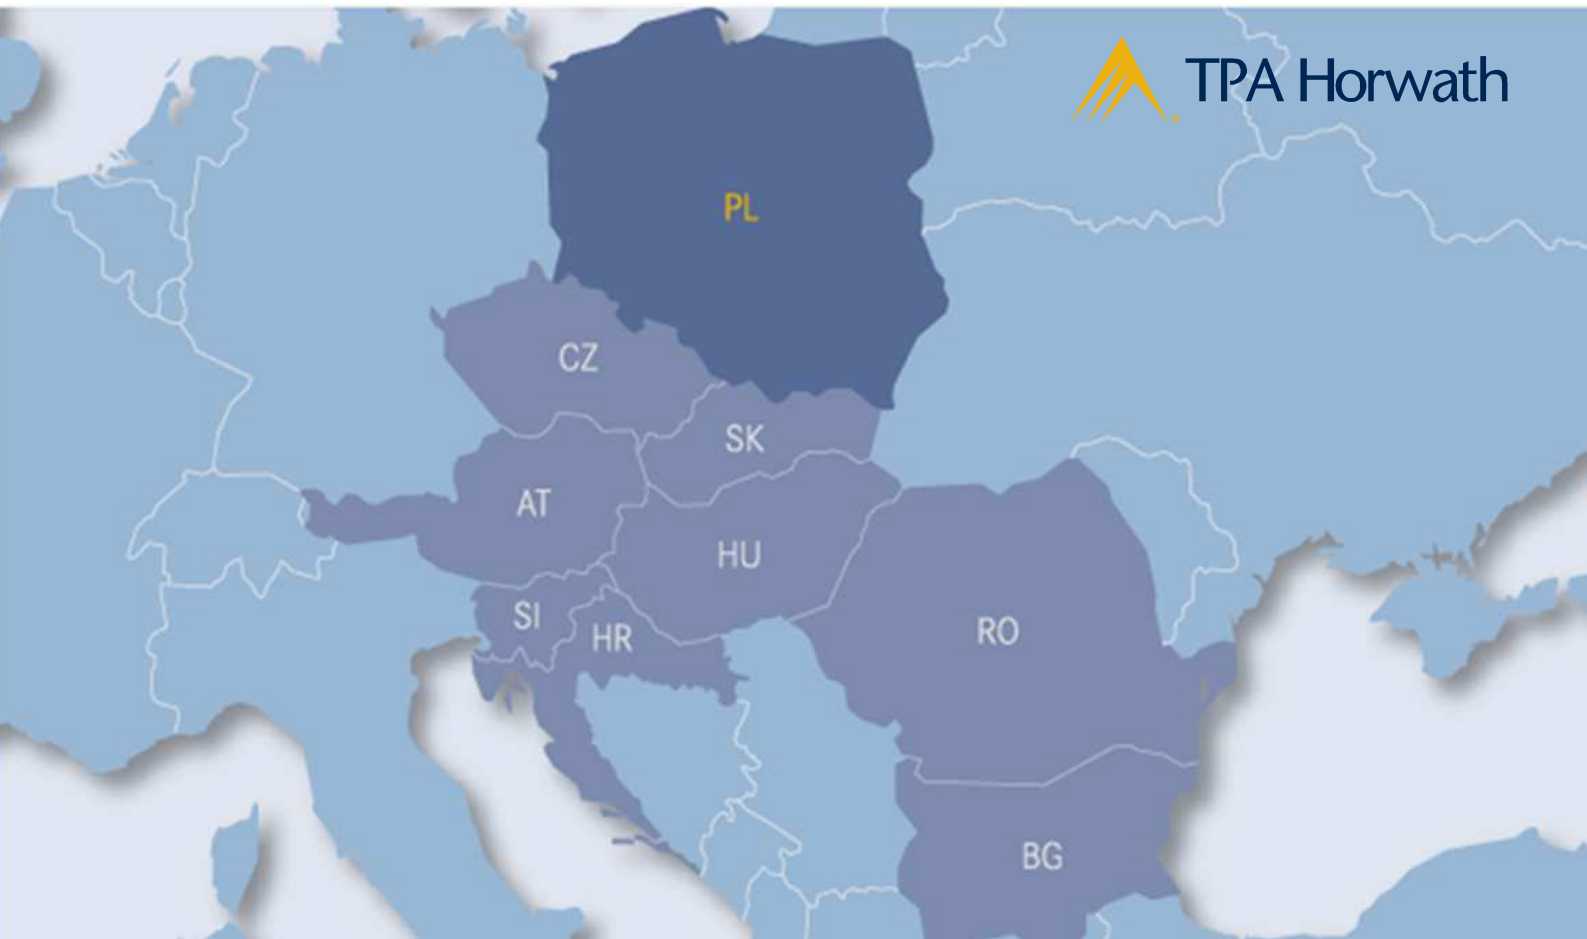 TPA Horwath
PL
CZ
SK
AT
HU
SI
HR
RO
BG